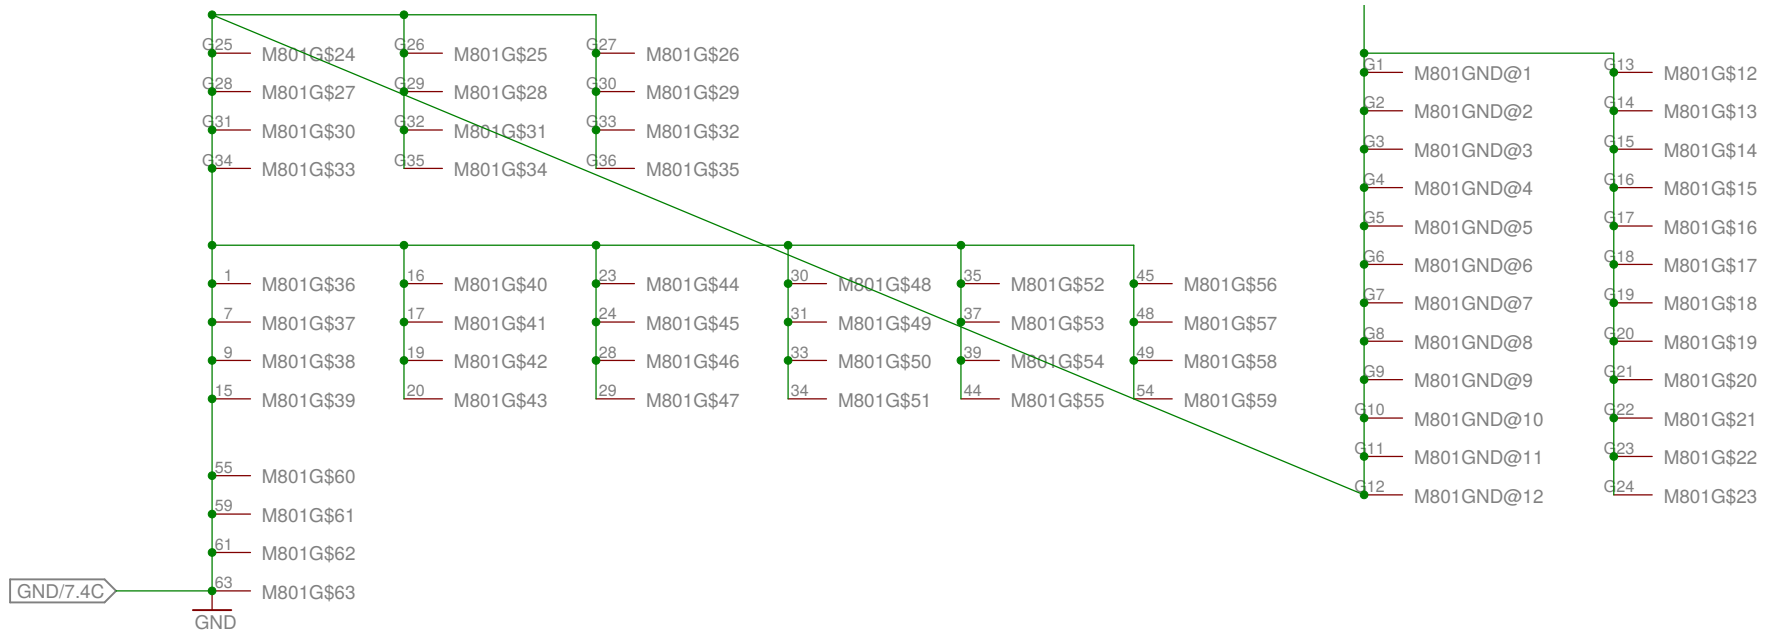 G25 M801G$24 G26 M801G$25 G27 M801G$26
G28 M801G$27 G29 M801G$28 G30 M801G$29
G31 M801G$30 G32 M801G$31 G33 M801G$32
G34 M801G$33 G35 M801G$34 G36 M801G$35
1 M801G$36 16 M801G$40 23 M801G$44 30 M801G$48 35 M801G$52 45 M801G$56
7 M801G$37 17 M801G$41 24 M801G$45 31 M801G$49 37 M801G$53 48 M801G$57
9 M801G$38 19 M801G$42 28 M801G$46 33 M801G$50 39 M801G$54 49 M801G$58
15 M801G$39 20 M801G$43 29 M801G$47 34 M801G$51 44 M801G$55 54 M801G$59
55 M801G$60
59 M801G$61
61 M801G$62
63 M801G$63
GND/7.4C
GND
G1 M801GND@1 G13 M801G$12
G2 M801GND@2 G14 M801G$13
G3 M801GND@3 G15 M801G$14
G4 M801GND@4 G16 M801G$15
G5 M801GND@5 G17 M801G$16
G6 M801GND@6 G18 M801G$17
G7 M801GND@7 G19 M801G$18
G8 M801GND@8 G20 M801G$19
G9 M801GND@9 G21 M801G$20
G10 M801GND@10 G22 M801G$21
G11 M801GND@11 G23 M801G$22
G12 M801GND@12 G24 M801G$23